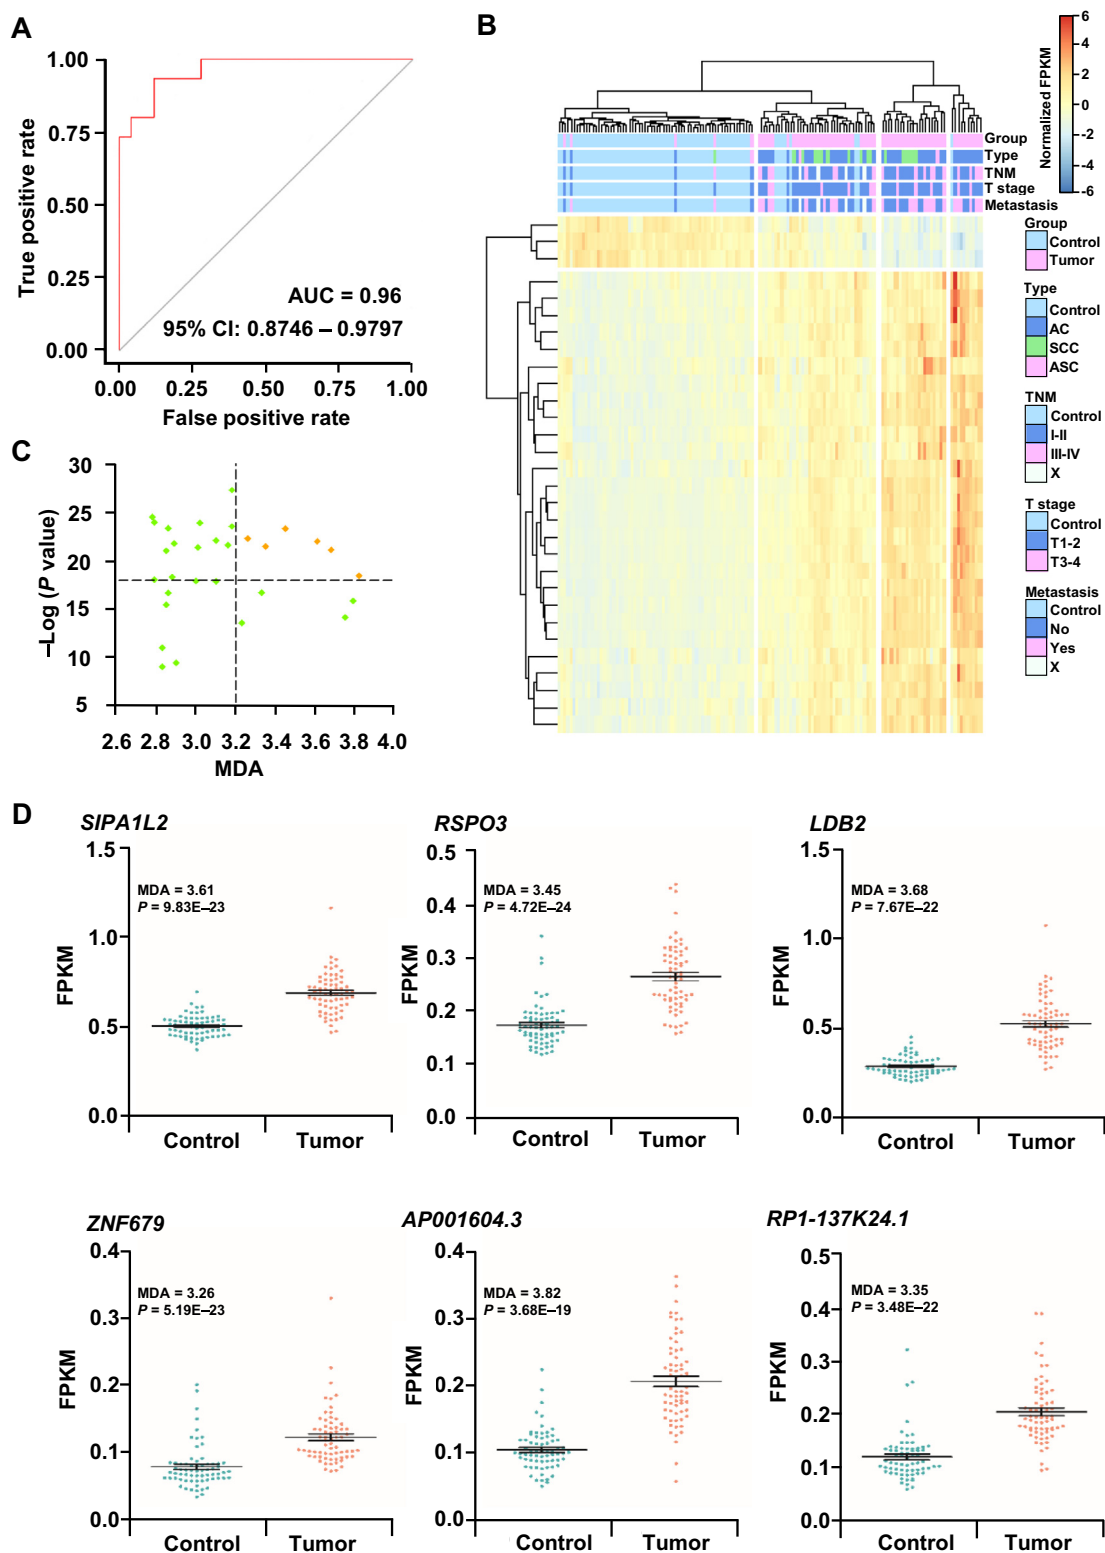 A
1.00
0.75
0.50
0.25
0.00
True positive rate
AUC = 0.96
95% CI: 0.8746 – 0.9797
0.00 0.25 0.50 0.75 1.00
False positive rate
B
6
4
2
0
-2
-4
-6
Normalized FPKM
Group
Type
TNM
T stage
Metastasis
Group
Control
Tumor
Type
Control
AC
SCC
ASC
TNM
Control
I-II
III-IV
X
T stage
Control
T1-2
T3-4
Metastasis
Control
No
Yes
X
C
30
25
20
15
10
5
–Log (P value)
2.6 2.8 3.0 3.2 3.4 3.6 3.8 4.0
MDA
D
SIPA1L2
1.5
1.0
0.5
0.0
FPKM
MDA = 3.61
P = 9.83E–23
Control Tumor
RSPO3
0.5
0.4
0.3
0.2
0.1
0.0
FPKM
MDA = 3.45
P = 4.72E–24
Control Tumor
LDB2
1.5
1.0
0.5
0.0
FPKM
MDA = 3.68
P = 7.67E–22
Control Tumor
ZNF679
0.4
0.3
0.2
0.1
0.0
FPKM
MDA = 3.26
P = 5.19E–23
Control Tumor
AP001604.3
0.4
0.3
0.2
0.1
0.0
FPKM
MDA = 3.82
P = 3.68E–19
Control Tumor
RP1-137K24.1
0.5
0.4
0.3
0.2
0.1
0.0
FPKM
MDA = 3.35
P = 3.48E–22
Control Tumor